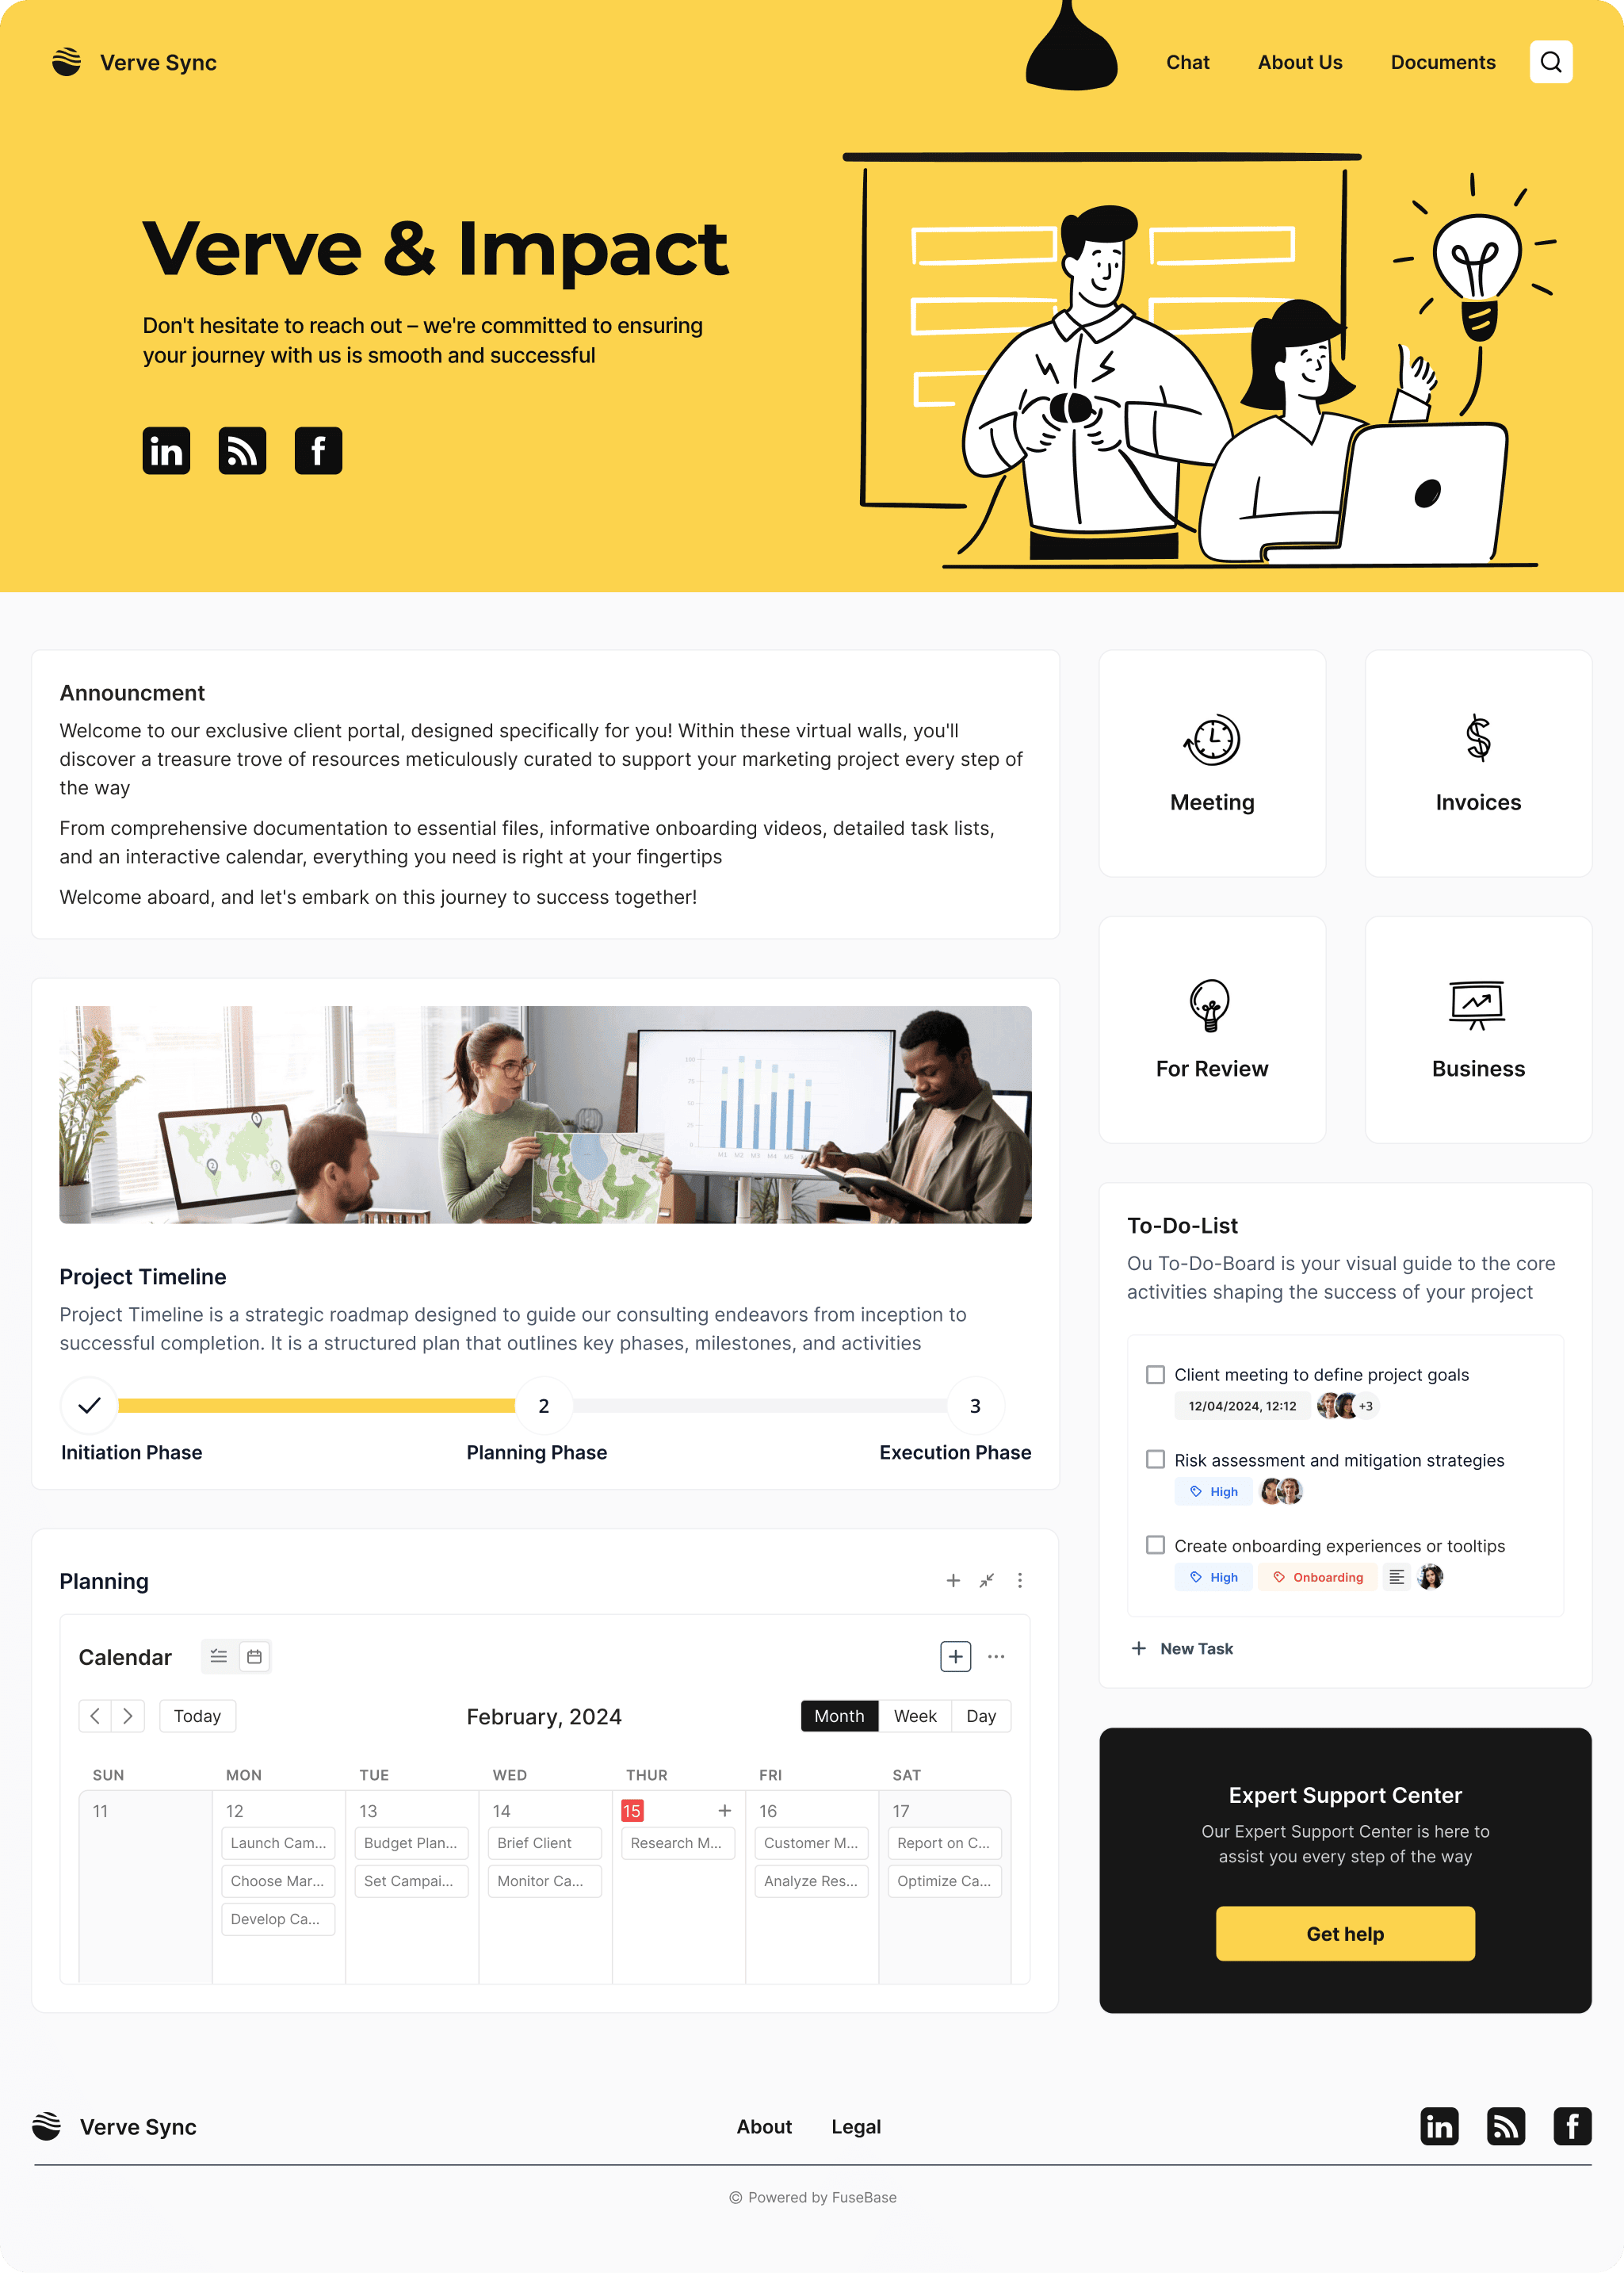 Verve Sync
Chat
About Us
Documents
Verve & Impact
Don't hesitate to reach out – we're committed to ensuring
your journey with us is smooth and successful
in
f
Announcment
Welcome to our exclusive client portal, designed specifically for you! Within these virtual walls, you'll
discover a treasure trove of resources meticulously curated to support your marketing project every step of
the way
From comprehensive documentation to essential files, informative onboarding videos, detailed task lists,
and an interactive calendar, everything you need is right at your fingertips
Welcome aboard, and let's embark on this journey to success together!
Meeting
Invoices
For Review
Business
100
75
50
25
0
M1 M2 M3 M4 M5
Project Timeline
Project Timeline is a strategic roadmap designed to guide our consulting endeavors from inception to
successful completion. It is a structured plan that outlines key phases, milestones, and activities
2
3
Initiation Phase
Planning Phase
Execution Phase
To-Do-List
Ou To-Do-Board is your visual guide to the core
activities shaping the success of your project
Client meeting to define project goals
12/04/2024, 12:12
+3
Risk assessment and mitigation strategies
High
Create onboarding experiences or tooltips
High
Onboarding
New Task
Planning
Calendar
Today
February, 2024
Month
Week
Day
SUN
MON
TUE
WED
THUR
FRI
SAT
11
12
13
14
15
16
17
Launch Cam...
Budget Plan...
Brief Client
Research M...
Customer M...
Report on C...
Choose Mar...
Set Campai...
Monitor Ca...
Analyze Res...
Optimize Ca...
Develop Ca...
Expert Support Center
Our Expert Support Center is here to
assist you every step of the way
Get help
Verve Sync
About
Legal
in
f
© Powered by FuseBase